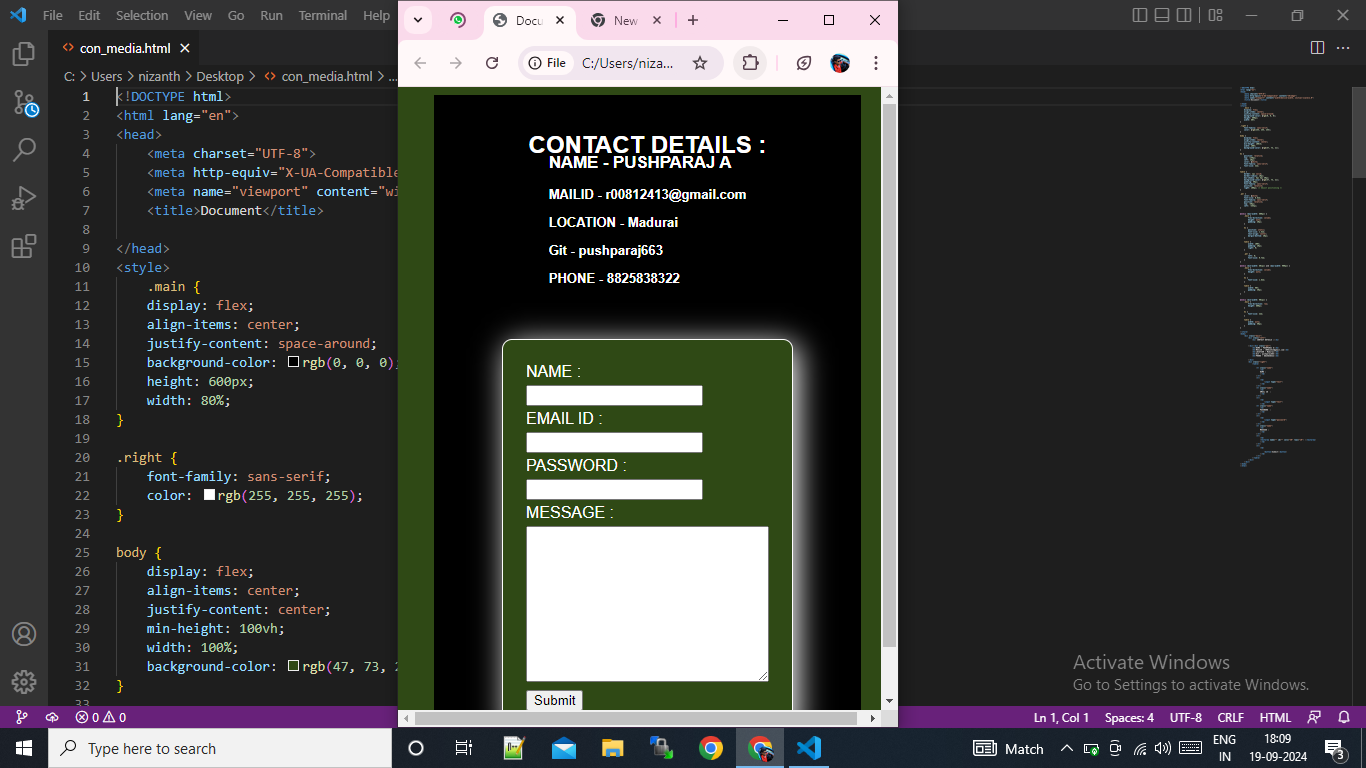 File Edit Selection View Go Run Terminal Help
Docu
New
con_media.html
File C:/Users/niza...
C: > Users > nizanth > Desktop > con_media.html > ...
1 <!DOCTYPE html>
2 <html lang="en">
3 <head>
4 <meta charset="UTF-8">
5 <meta http-equiv="X-UA-Compatible
6 <meta name="viewport" content="wi
7 <title>Document</title>
8
9 </head>
10 <style>
11 .main {
12 display: flex;
13 align-items: center;
14 justify-content: space-around;
15 background-color: rgb(0, 0, 0);
16 height: 600px;
17 width: 80%;
18 }
19
20 .right {
21 font-family: sans-serif;
22 color: rgb(255, 255, 255);
23 }
24
25 body {
26 display: flex;
27 align-items: center;
28 justify-content: center;
29 min-height: 100vh;
30 width: 100%;
31 background-color: rgb(47, 73, 2
32 }
33
CONTACT DETAILS :
NAME - PUSHPARAJ A
MAILID - r00812413@gmail.com
LOCATION - Madurai
Git - pushparaj663
PHONE - 8825838322
NAME :
EMAIL ID :
PASSWORD :
MESSAGE :
Submit
Activate Windows
Go to Settings to activate Windows.
0 0
Ln 1, Col 1 Spaces: 4 UTF-8 CRLF HTML
Type here to search
Match
ENG
IN
18:09
19-09-2024
3